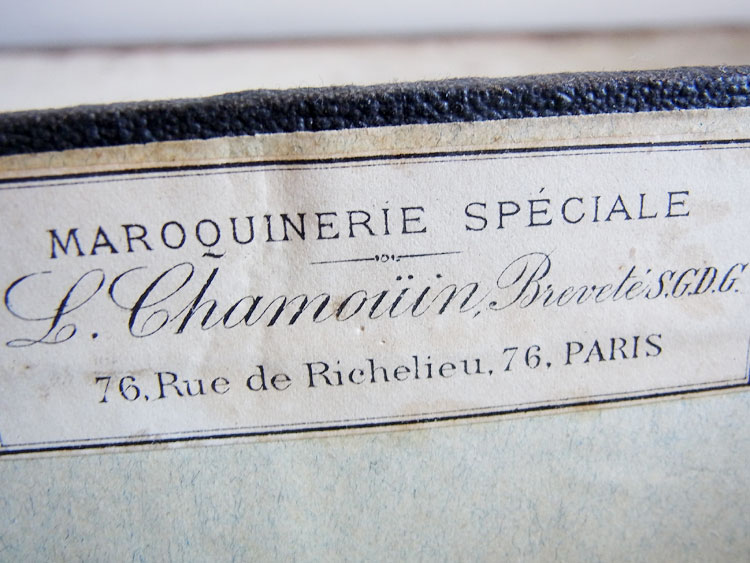 MAROQUINERIE SPÉCIALE
L. Chamoüin, Breveté S.G.D.G.
76, Rue de Richelieu, 76, PARIS